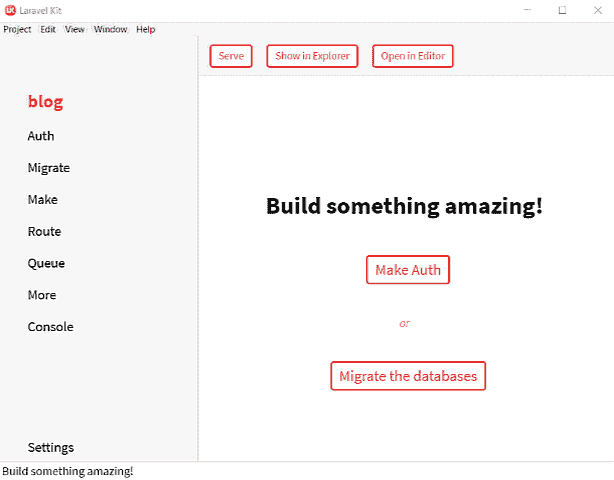 Laravel Kit
Project Edit View Window Help
Serve Show in Explorer Open in Editor
blog
Auth
Migrate
Make
Route
Queue
More
Console
Settings
Build something amazing!
Make Auth
or
Migrate the databases
Build something amazing!